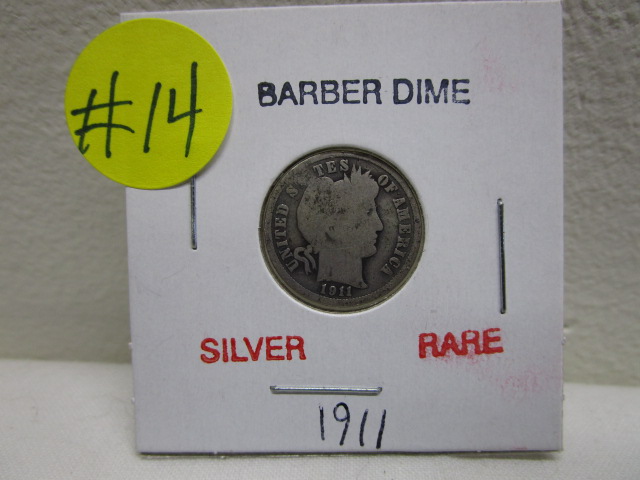 #14
BARBER DIME
UNITED STATES OF AMERICA
1911
SILVER RARE
1911